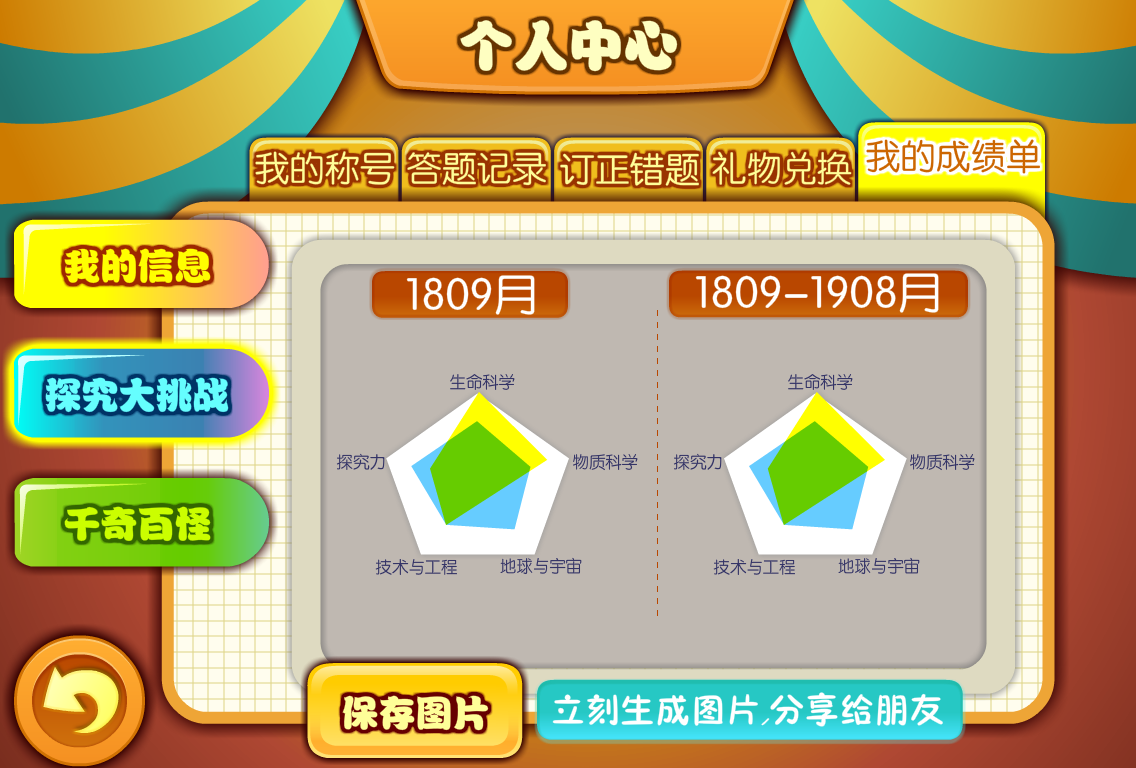 个人中心
我的称号
答题记录
订正错题
礼物兑换
我的成绩单
我的信息
探究大挑战
千奇百怪
1809月
生命科学
探究力
物质科学
技术与工程
地球与宇宙
1809-1908月
生命科学
探究力
物质科学
技术与工程
地球与宇宙
保存图片
立刻生成图片,分享给朋友